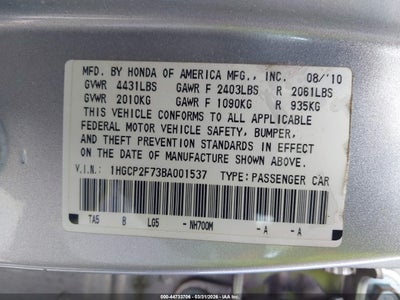 MFD. BY HONDA OF AMERICA MFG., INC. 08/'10
GVWR 4431LBS GAWR F 2403LBS R 2061LBS
GVWR 2010KG GAWR F 1090KG R 935KG
THIS VEHICLE CONFORMS TO ALL APPLICABLE
FEDERAL MOTOR VEHICLE SAFETY, BUMPER,
AND THEFT PREVENTION STANDARDS IN EFFECT
ON THE DATE OF MANUFACTURE SHOWN ABOVE.
V.I.N.: 1HGCP2F73BA001537 TYPE: PASSENGER CAR
TA5 B LG5 -NH700M -A -A
000-44733706 - 03/31/2026 - IAA Inc.